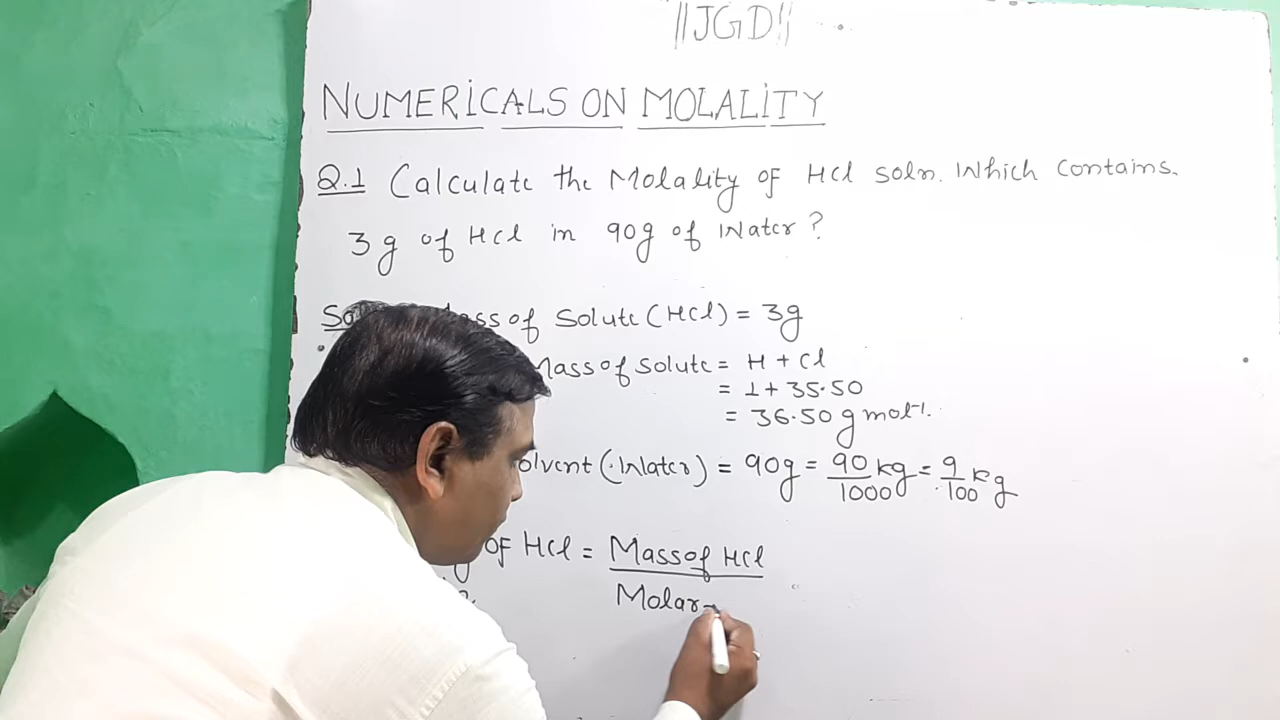 ||JGD||
NUMERICALS ON MOLALITY
Q.1 Calculate the Molality of HCl soln. Which contains.
3g of HCl in 90g of Water?
of Solute (HCl) = 3g
Mass of Solute = H + Cl
= 1 + 35.50
= 36.50 g mol-1.
(Water) = 90g = 90/1000 kg = 9/100 kg
of HCl = Mass of HCl
Molar